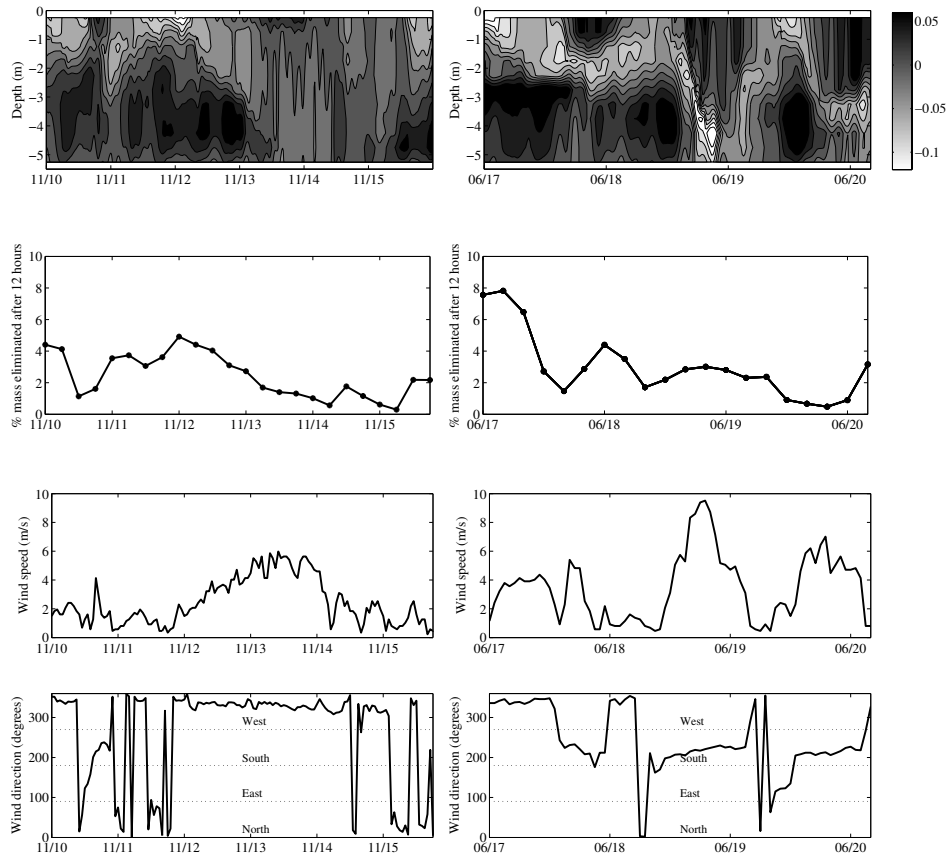 0
−1
−2
−3
−4
−5
Depth (m)
11/10 11/11 11/12 11/13 11/14 11/15
0
−1
−2
−3
−4
−5
Depth (m)
06/17 06/18 06/19 06/20
0.05
0
−0.05
−0.1
10
8
6
4
2
0
% mass eliminated after 12 hours
11/10 11/11 11/12 11/13 11/14 11/15
10
8
6
4
2
0
% mass eliminated after 12 hours
06/17 06/18 06/19 06/20
10
8
6
4
2
0
Wind speed (m/s)
11/10 11/11 11/12 11/13 11/14 11/15
10
8
6
4
2
0
Wind speed (m/s)
06/17 06/18 06/19 06/20
300
200
100
0
Wind direction (degrees)
West
South
East
North
11/10 11/11 11/12 11/13 11/14 11/15
300
200
100
0
Wind direction (degrees)
West
South
East
North
06/17 06/18 06/19 06/20